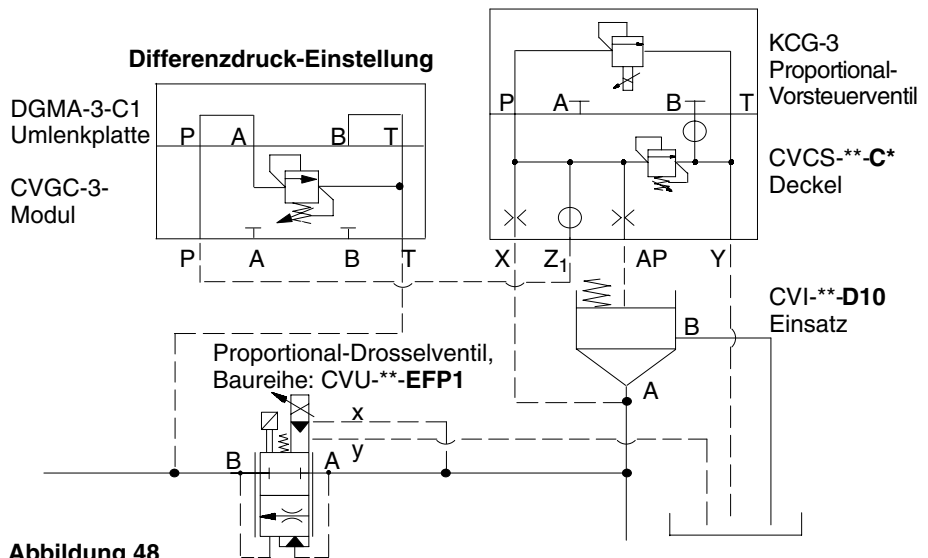 Differenzdruck-Einstellung
DGMA-3-C1
Umlenkplatte
P A B T
CVGC-3-
Modul
P A B T
KCG-3
Proportional-
Vorsteuerventil
P A B T
CVCS-**-C*
Deckel
X Z1 AP Y
CVI-**-D10
Einsatz
B
A
Proportional-Drosselventil,
Baureihe: CVU-**-EFP1
x
y
B A
Abbildung 48